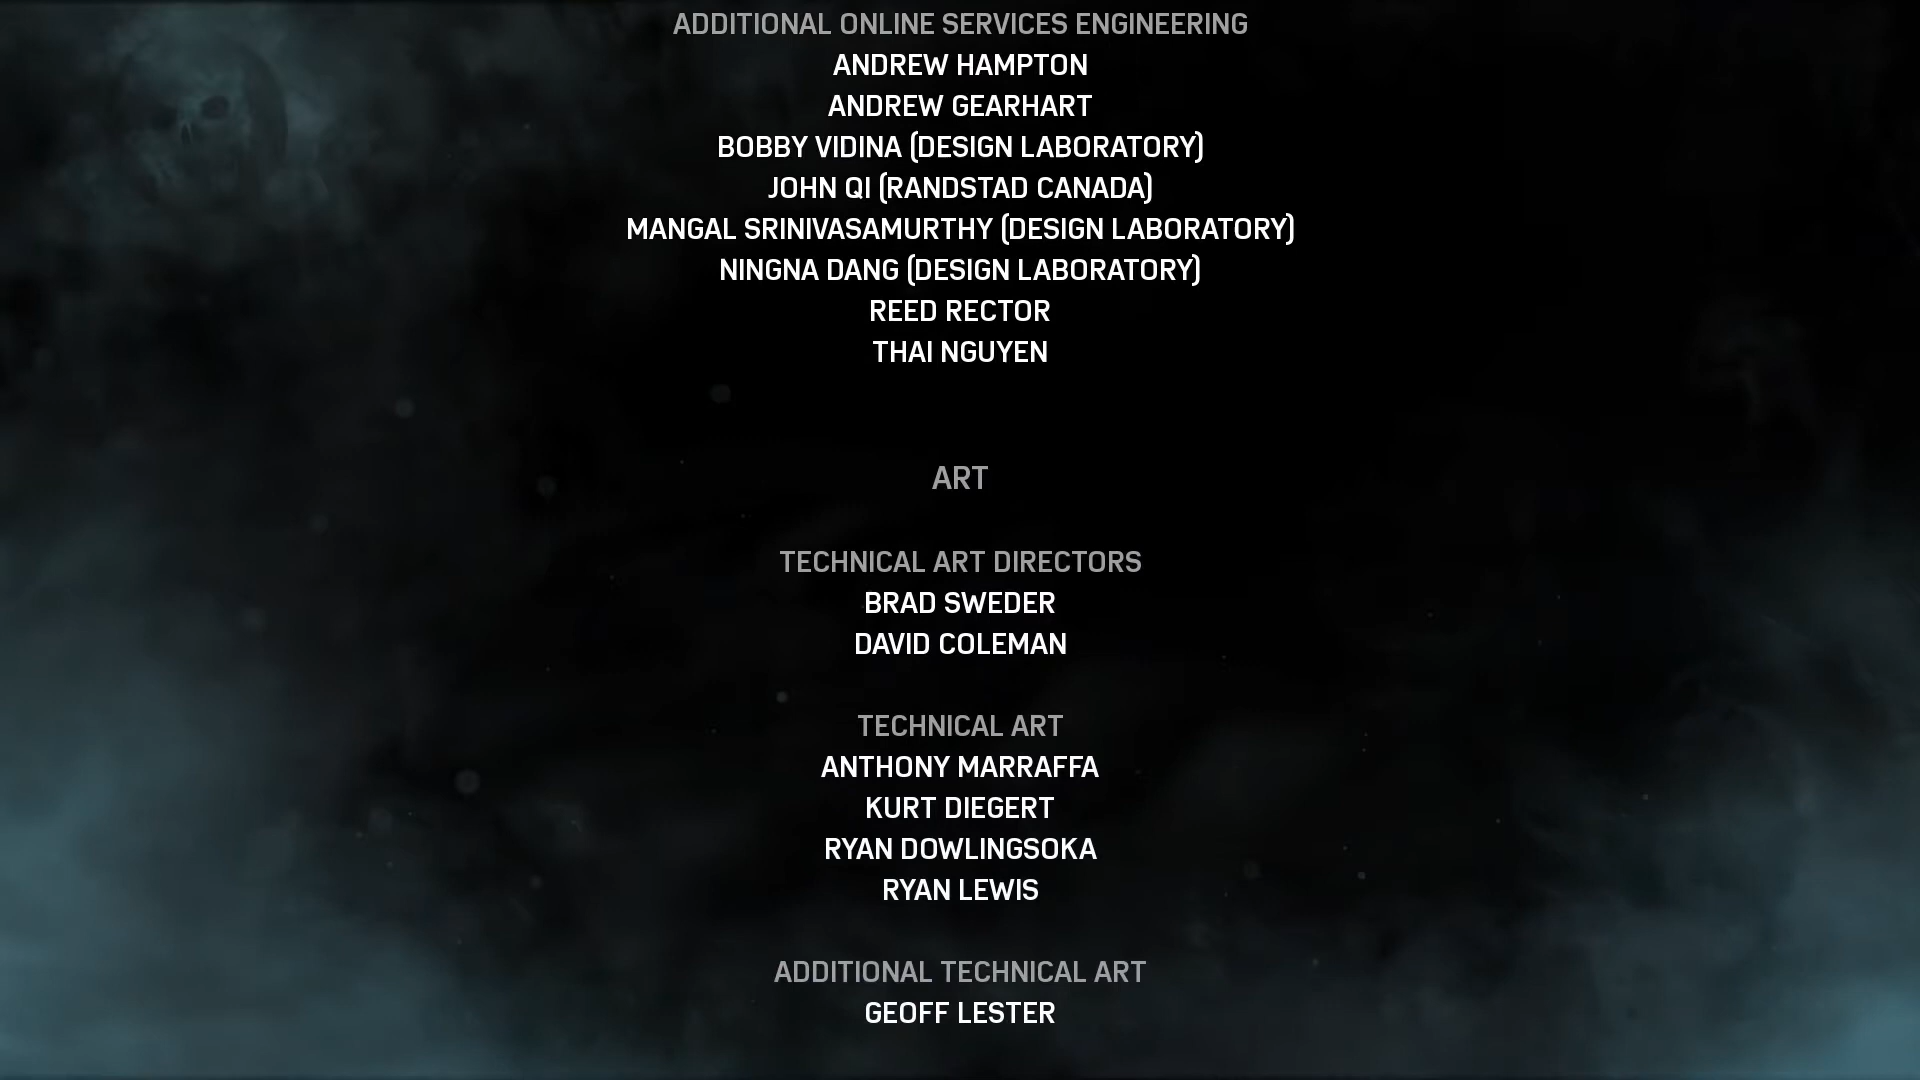 ADDITIONAL ONLINE SERVICES ENGINEERING
ANDREW HAMPTON
ANDREW GEARHART
BOBBY VIDINA (DESIGN LABORATORY)
JOHN QI (RANDSTAD CANADA)
MANGAL SRINIVASAMURTHY (DESIGN LABORATORY)
NINGNA DANG (DESIGN LABORATORY)
REED RECTOR
THAI NGUYEN
ART
TECHNICAL ART DIRECTORS
BRAD SWEDER
DAVID COLEMAN
TECHNICAL ART
ANTHONY MARRAFFA
KURT DIEGERT
RYAN DOWLINGSOKA
RYAN LEWIS
ADDITIONAL TECHNICAL ART
GEOFF LESTER